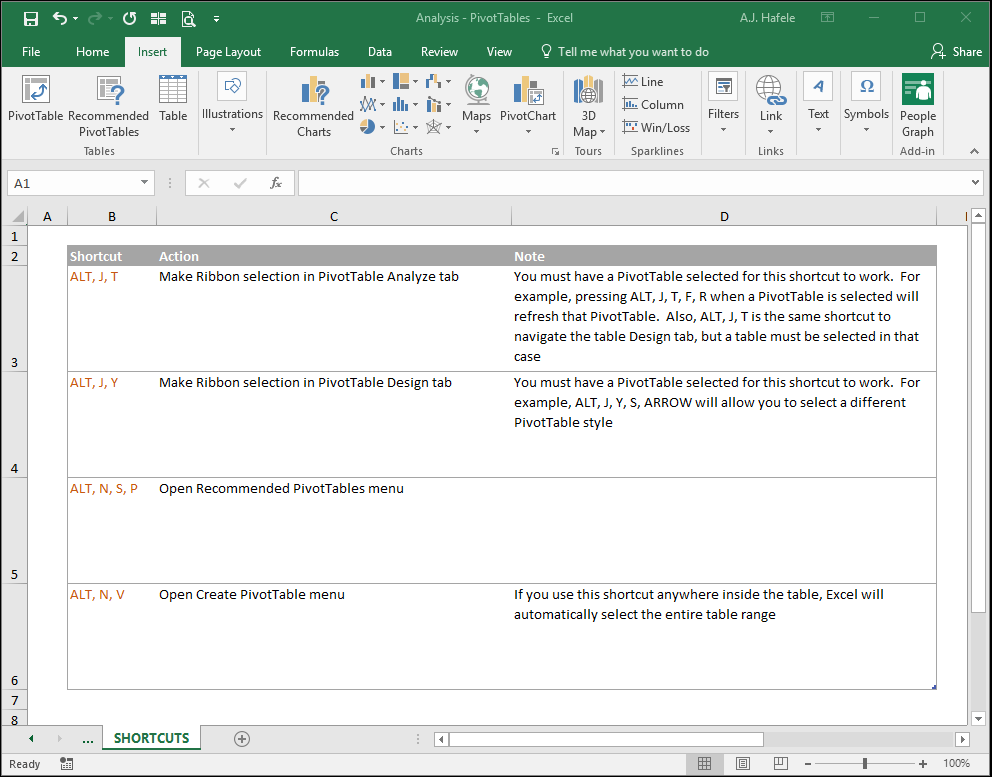 Analysis - PivotTables - Excel
A.J. Hafele
File Home Insert Page Layout Formulas Data Review View Tell me what you want to do Share
PivotTable
Recommended
PivotTables
Table
Tables
Illustrations
Recommended
Charts
Maps
PivotChart
Charts
3D
Map
Tours
Line
Column
Win/Loss
Sparklines
Filters
Link
Links
Text
Symbols
People
Graph
Add-in
A1
fx
A B C D
1
2 Shortcut Action Note
ALT, J, T Make Ribbon selection in PivotTable Analyze tab You must have a PivotTable selected for this shortcut to work. For
example, pressing ALT, J, T, F, R when a PivotTable is selected will
refresh that PivotTable. Also, ALT, J, T is the same shortcut to
navigate the table Design tab, but a table must be selected in that
3 case
ALT, J, Y Make Ribbon selection in PivotTable Design tab You must have a PivotTable selected for this shortcut to work. For
example, ALT, J, Y, S, ARROW will allow you to select a different
PivotTable style
4
ALT, N, S, P Open Recommended PivotTables menu
5
ALT, N, V Open Create PivotTable menu If you use this shortcut anywhere inside the table, Excel will
automatically select the entire table range
6
7
8
... SHORTCUTS
Ready
100%